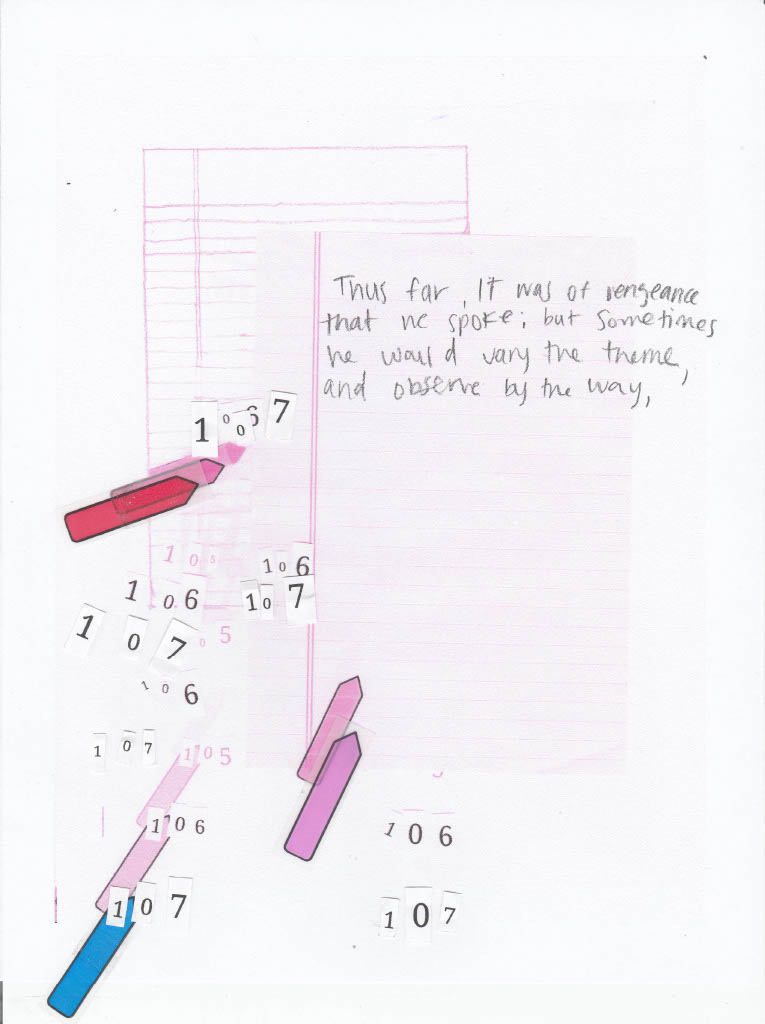 Thus far, It was of vengeance
that he spoke; but Sometimes
he would vary the theme,
and observe by the way,
1 0 6 7
0
1 0 5
1 0 6
1 0 6
1 0 7
1 0 7
0 5
1 0 6
1 0 7
1 0 5
1 0 6
1 0 6
1 0 7
1 0 7